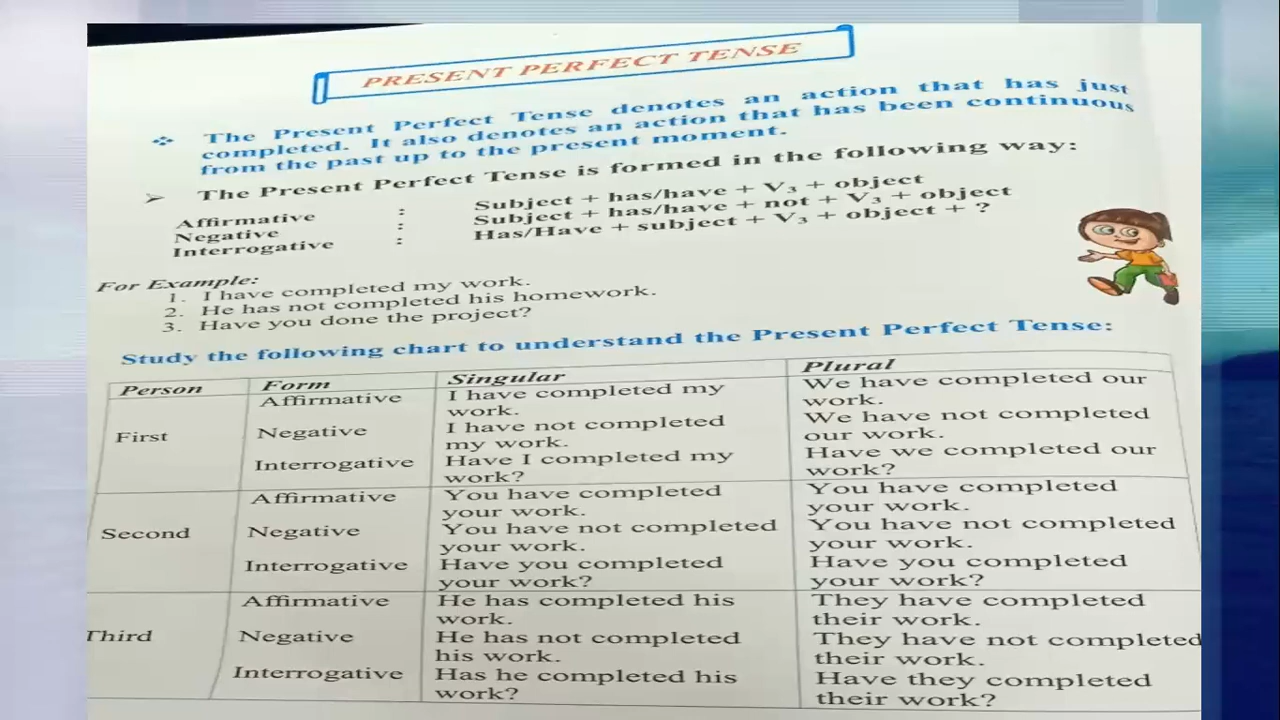 PRESENT PERFECT TENSE
❖ The Present Perfect Tense denotes an action that has just
completed. It also denotes an action that has been continuous
from the past up to the present moment.
➢ The Present Perfect Tense is formed in the following way:
Affirmative : Subject + has/have + V₃ + object
Negative : Subject + has/have + not + V₃ + object
Interrogative : Has/Have + subject + V₃ + object + ?
For Example:
1. I have completed my work.
2. He has not completed his homework.
3. Have you done the project?
Study the following chart to understand the Present Perfect Tense:
Person Form Singular Plural
First
Affirmative
I have completed my
work.
We have completed our
work.
Negative
I have not completed
my work.
We have not completed
our work.
Interrogative
Have I completed my
work?
Have we completed our
work?
Second
Affirmative
You have completed
your work.
You have completed
your work.
Negative
You have not completed
your work.
You have not completed
your work.
Interrogative
Have you completed
your work?
Have you completed
your work?
Third
Affirmative
He has completed his
work.
They have completed
their work.
Negative
He has not completed
his work.
They have not completed
their work.
Interrogative
Has he completed his
work?
Have they completed
their work?